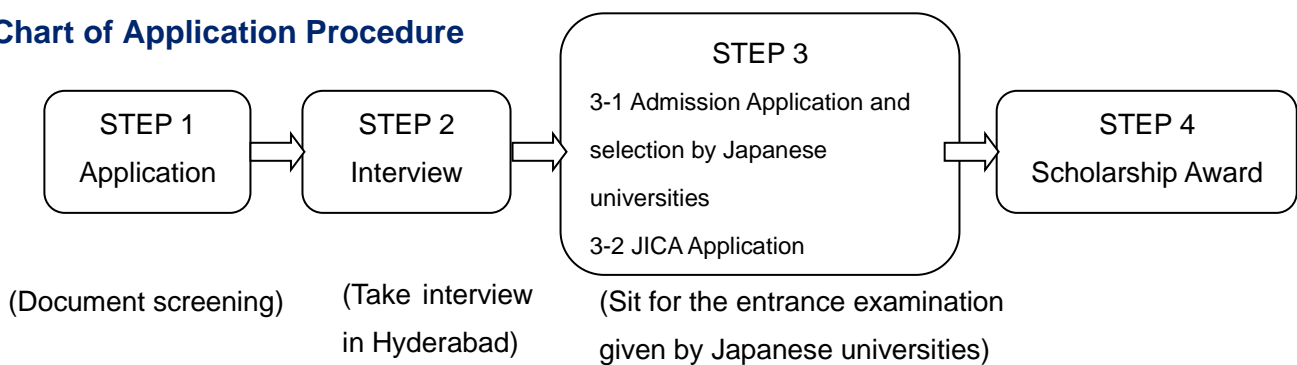 Chart of Application Procedure
STEP 1
Application
STEP 2
Interview
STEP 3
3-1 Admission Application and
selection by Japanese
universities
3-2 JICA Application
STEP 4
Scholarship Award
(Document screening)
(Take interview
in Hyderabad)
(Sit for the entrance examination
given by Japanese universities)